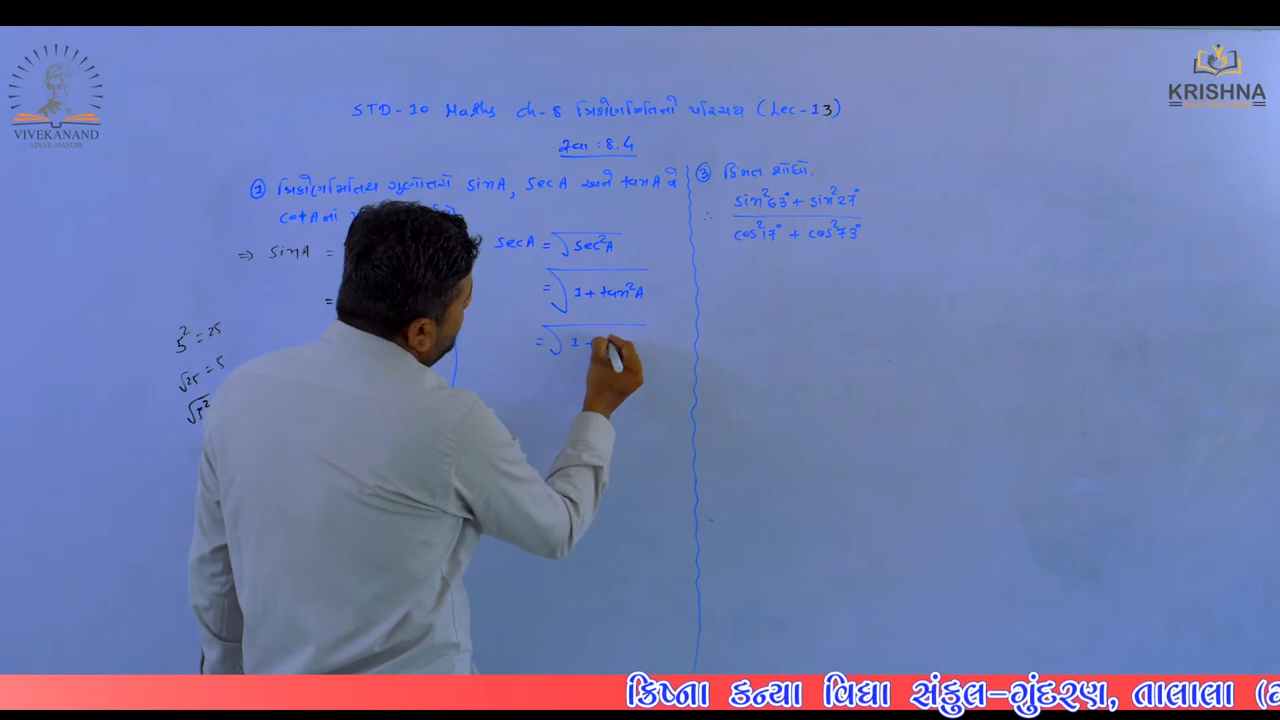 VIVEKANAND
VINAY MANDIR
KRISHNA
STD-10 Maths Ch-8 ત્રિકોણમિતિનો પરિચય (Lec-13)
સ્વા : 8.4
① ત્રિકોણમિતિય ગુણોત્તરો sinA, secA અને tanA ને
cotA નાં
⇒ sinA =
=
5² = 25
√25 = 5
√5²
secA = √sec²A
= √1 + tan²A
= √1 +
③ કિંમત શોધો.
∴ sin²63° + sin²27°
cos²17° + cos²73°
ક્રિષ્ના કન્યા વિદ્યા સંકુલ-ગુંદરણ, તાલાલા